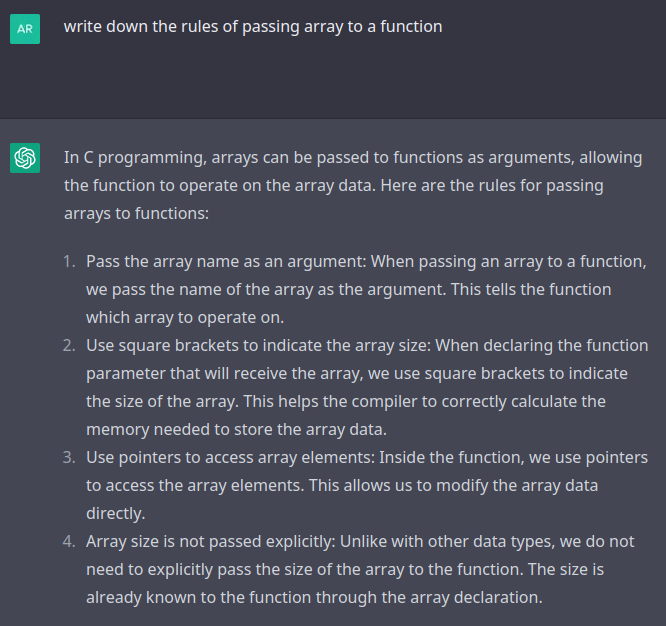 AR
write down the rules of passing array to a function
In C programming, arrays can be passed to functions as arguments, allowing
the function to operate on the array data. Here are the rules for passing
arrays to functions:
1. Pass the array name as an argument: When passing an array to a function,
we pass the name of the array as the argument. This tells the function
which array to operate on.
2. Use square brackets to indicate the array size: When declaring the function
parameter that will receive the array, we use square brackets to indicate
the size of the array. This helps the compiler to correctly calculate the
memory needed to store the array data.
3. Use pointers to access array elements: Inside the function, we use pointers
to access the array elements. This allows us to modify the array data
directly.
4. Array size is not passed explicitly: Unlike with other data types, we do not
need to explicitly pass the size of the array to the function. The size is
already known to the function through the array declaration.